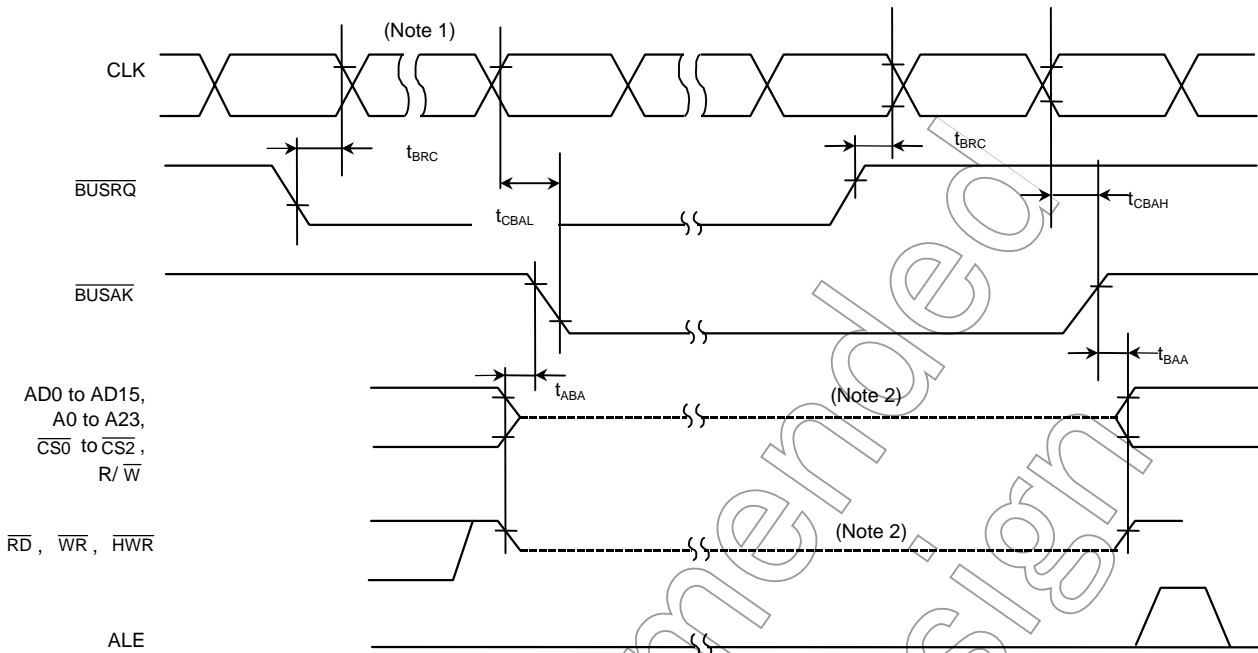 (Note 1)
CLK
tBRC
tBRC
BUSRQ
tCBAL
tCBAH
BUSAK
tBAA
tABA
AD0 to AD15,
A0 to A23,
CS0 to CS2 ,
R/ W
(Note 2)
RD , WR , HWR
(Note 2)
ALE